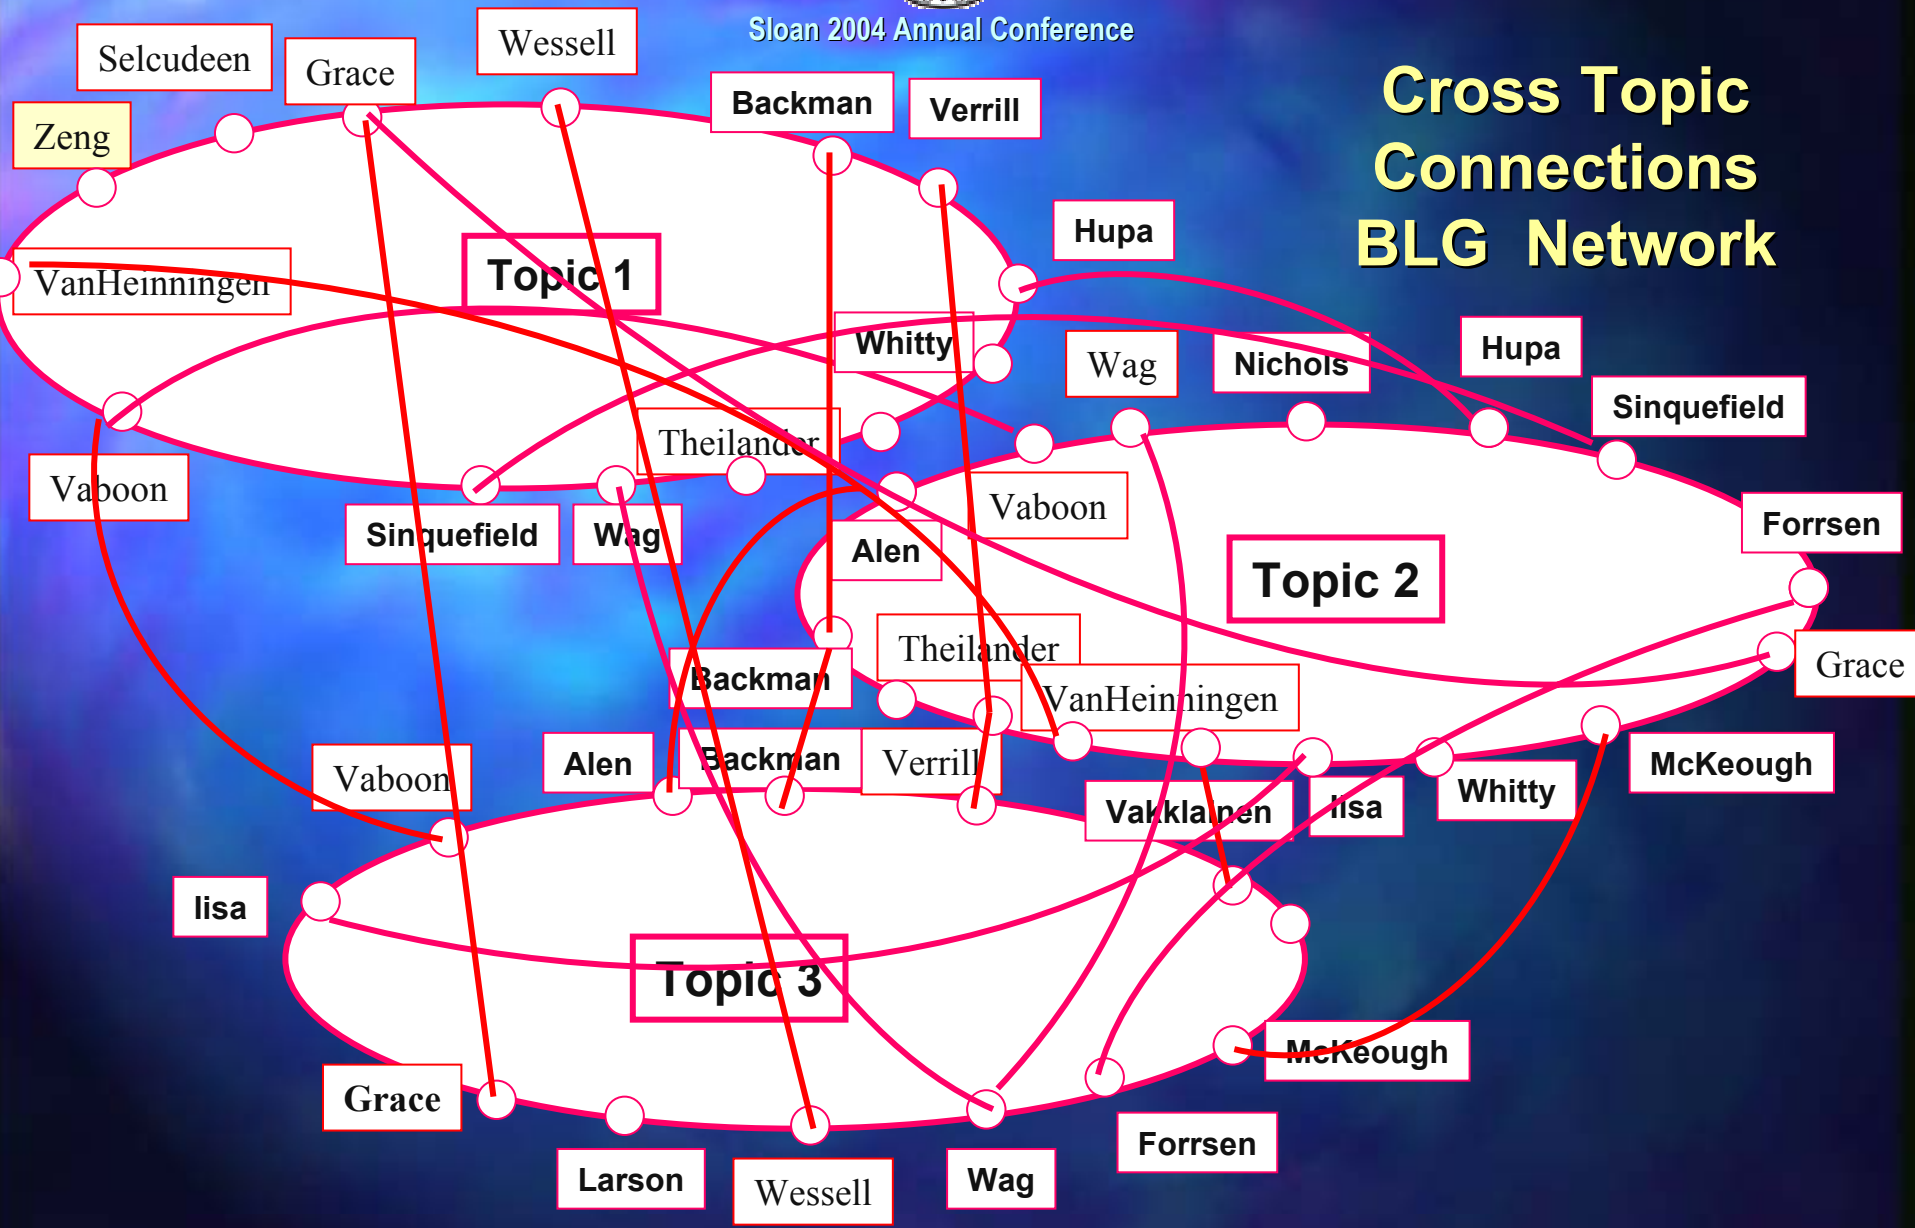 Sloan 2004 Annual Conference
Cross Topic
Connections
BLG Network
Selcudeen
Grace
Wessell
Backman
Verrill
Zeng
Hupa
VanHeinningen
Topic 1
Whitty
Wag
Nichols
Hupa
Sinquefield
Theilander
Vaboon
Sinquefield
Wag
Vaboon
Alen
Forrsen
Topic 2
Theilander
Backman
VanHeinningen
Grace
Vaboon
Alen
Backman
Verrill
Vakklainen
Iisa
Whitty
McKeough
Iisa
Topic 3
McKeough
Grace
Forrsen
Larson
Wessell
Wag